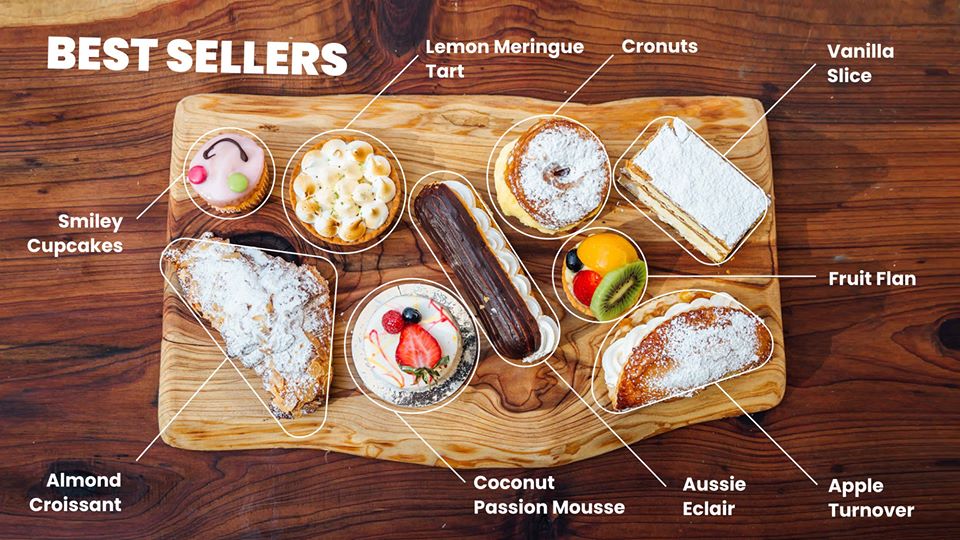 BEST SELLERS
Lemon Meringue
Tart
Cronuts
Vanilla
Slice
Smiley
Cupcakes
Fruit Flan
Almond
Croissant
Coconut
Passion Mousse
Aussie
Eclair
Apple
Turnover